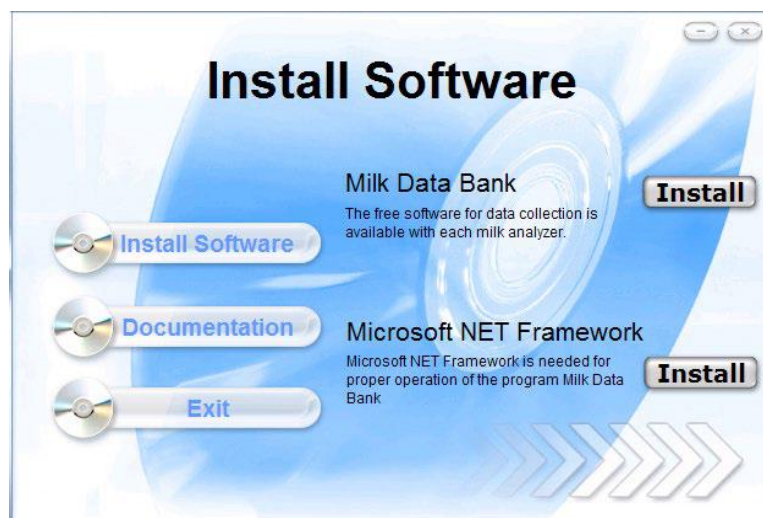 Install Software
Milk Data Bank
Install
The free software for data collection is
available with each milk analyzer.
Install Software
Documentation
Microsoft NET Framework
Microsoft NET Framework is needed for
proper operation of the program Milk Data
Bank
Install
Exit